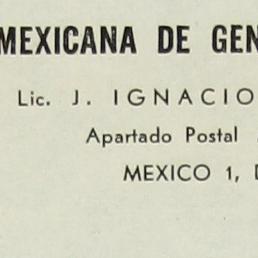 MEXICANA DE GEN
Lic. J. IGNACIO
Apartado Postal
MEXICO 1, D